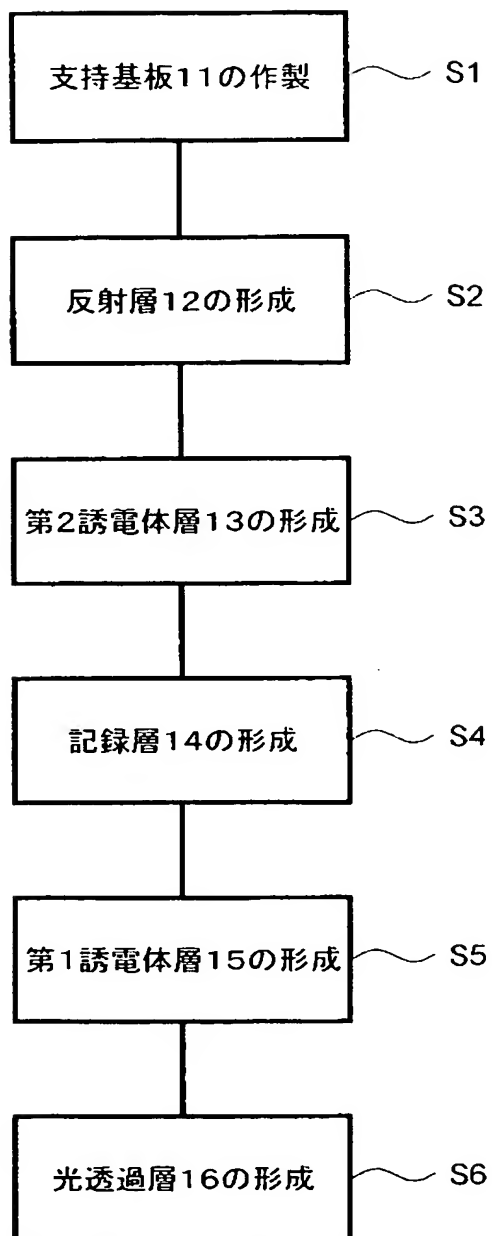 支持基板11の作製 S1
反射層12の形成 S2
第2誘電体層13の形成 S3
記録層14の形成 S4
第1誘電体層15の形成 S5
光透過層16の形成 S6